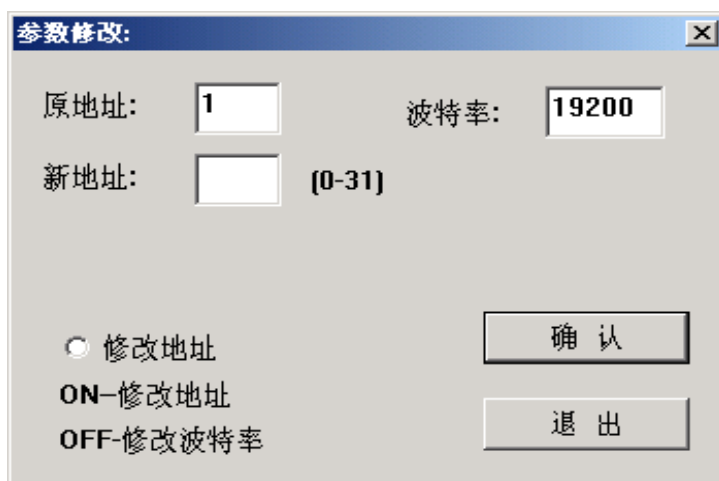 参数修改:
原地址: 1 波特率: 19200
新地址: (0-31)
修改地址
确 认
ON-修改地址
OFF-修改波特率
退 出